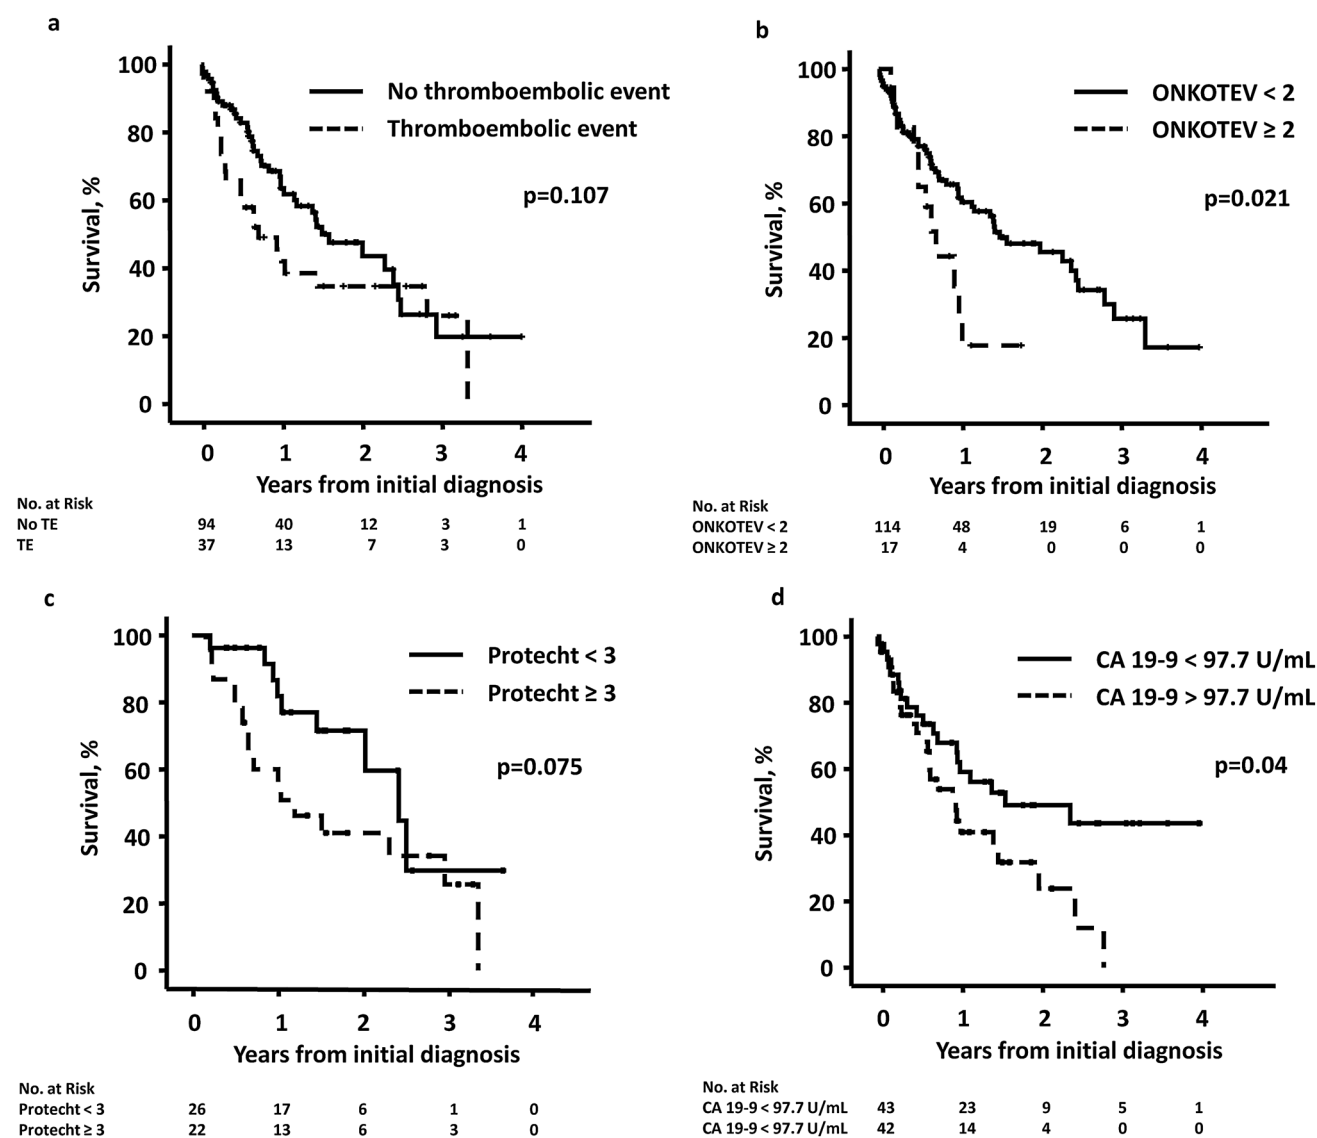 a
100
80
60
40
20
0
Survival, %
No thromboembolic event
Thromboembolic event
p=0.107
0 1 2 3 4
Years from initial diagnosis
No. at Risk
No TE 94 40 12 3 1
TE 37 13 7 3 0
b
100
80
60
40
20
0
Survival, %
ONKOTEV < 2
ONKOTEV ≥ 2
p=0.021
0 1 2 3 4
Years from initial diagnosis
No. at Risk
ONKOTEV < 2 114 48 19 6 1
ONKOTEV ≥ 2 17 4 0 0 0
c
100
80
60
40
20
0
Survival, %
Protecht < 3
Protecht ≥ 3
p=0.075
0 1 2 3 4
Years from initial diagnosis
No. at Risk
Protecht < 3 26 17 6 1 0
Protecht ≥ 3 22 13 6 3 0
d
100
80
60
40
20
0
Survival, %
CA 19-9 < 97.7 U/mL
CA 19-9 > 97.7 U/mL
p=0.04
0 1 2 3 4
Years from initial diagnosis
No. at Risk
CA 19-9 < 97.7 U/mL 43 23 9 5 1
CA 19-9 < 97.7 U/mL 42 14 4 0 0